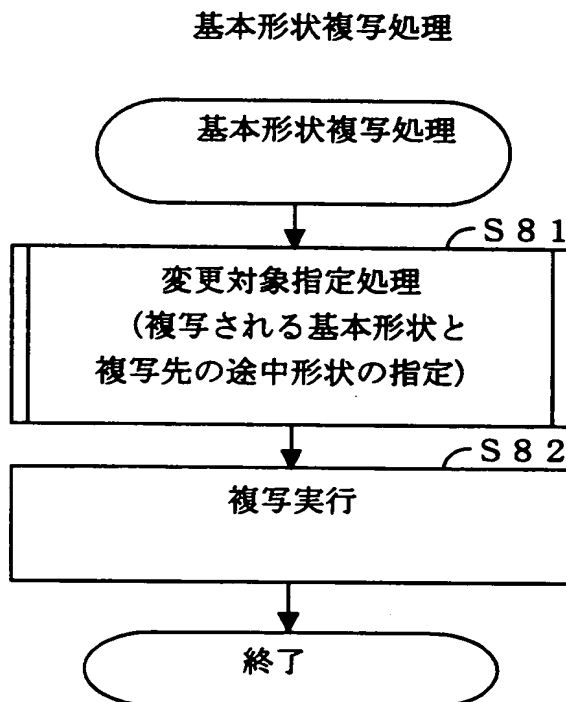 基本形状複写処理
基本形状複写処理
S81
変更対象指定処理
(複写される基本形状と
複写先の途中形状の指定)
S82
複写実行
終了